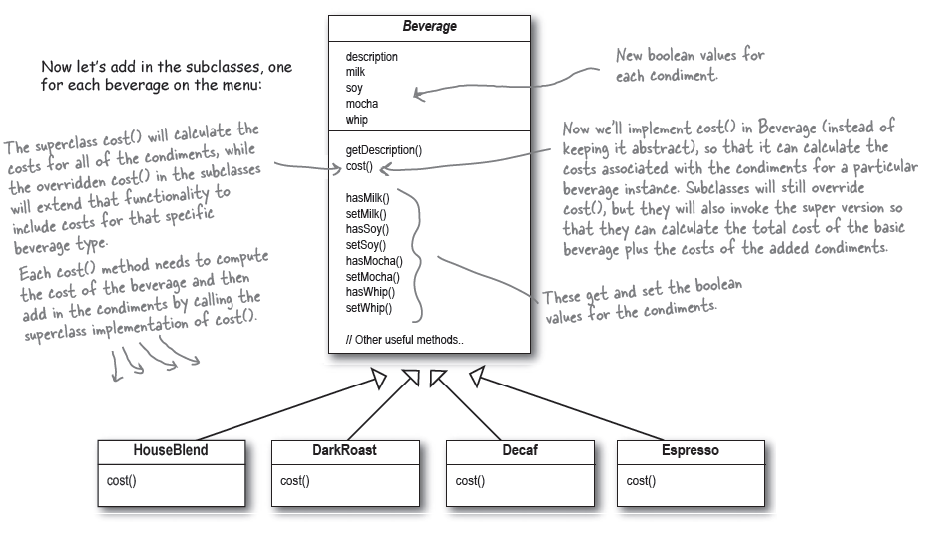 Now let's add in the subclasses, one
for each beverage on the menu:
The superclass cost() will calculate the
costs for all of the condiments, while
the overridden cost() in the subclasses
will extend that functionality to
include costs for that specific
beverage type.
Each cost() method needs to compute
the cost of the beverage and then
add in the condiments by calling the
superclass implementation of cost().
Beverage
description
milk
soy
mocha
whip
getDescription()
cost()
hasMilk()
setMilk()
hasSoy()
setSoy()
hasMocha()
setMocha()
hasWhip()
setWhip()
// Other useful methods..
New boolean values for
each condiment.
Now we'll implement cost() in Beverage (instead of
keeping it abstract), so that it can calculate the
costs associated with the condiments for a particular
beverage instance. Subclasses will still override
cost(), but they will also invoke the super version so
that they can calculate the total cost of the basic
beverage plus the costs of the added condiments.
These get and set the boolean
values for the condiments.
HouseBlend
cost()
DarkRoast
cost()
Decaf
cost()
Espresso
cost()